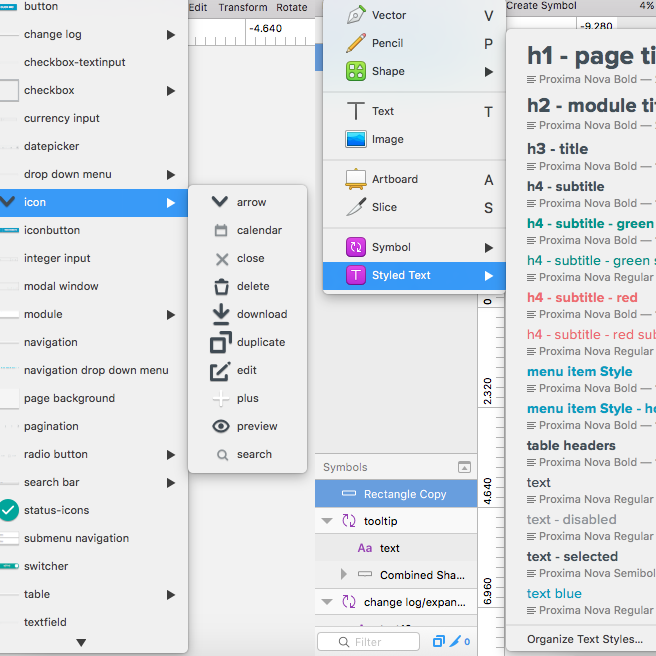 button
change log
checkbox-textinput
checkbox
currency input
datepicker
drop down menu
icon
iconbutton
integer input
modal window
module
navigation
navigation drop down menu
page background
pagination
radio button
search bar
status-icons
submenu navigation
switcher
table
textfield
arrow
calendar
close
delete
download
duplicate
edit
plus
preview
search
Edit Transform Rotate
-4.640
Vector V
Pencil P
Shape
Text T
Image
Artboard A
Slice S
Symbol
Styled Text
0
2.320
4.640
6.960
Symbols
Rectangle Copy
tooltip
Aa text
Combined Sha...
change log/expan...
Filter
0
Create Symbol 4%
-9.280
h1 - page ti
Proxima Nova Bold —
h2 - module ti
Proxima Nova Bold —
h3 - title
Proxima Nova Bold —
h4 - subtitle
Proxima Nova Bold —
h4 - subtitle - green
Proxima Nova Bold —
h4 - subtitle - green s
Proxima Nova Regular
h4 - subtitle - red
Proxima Nova Bold —
h4 - subtitle - red sub
Proxima Nova Regular
menu item Style
Proxima Nova Bold —
menu item Style - ho
Proxima Nova Bold —
table headers
Proxima Nova Bold —
text
Proxima Nova Regular
text - disabled
Proxima Nova Regular
text - selected
Proxima Nova Semibol
text blue
Proxima Nova Regular
Organize Text Styles...